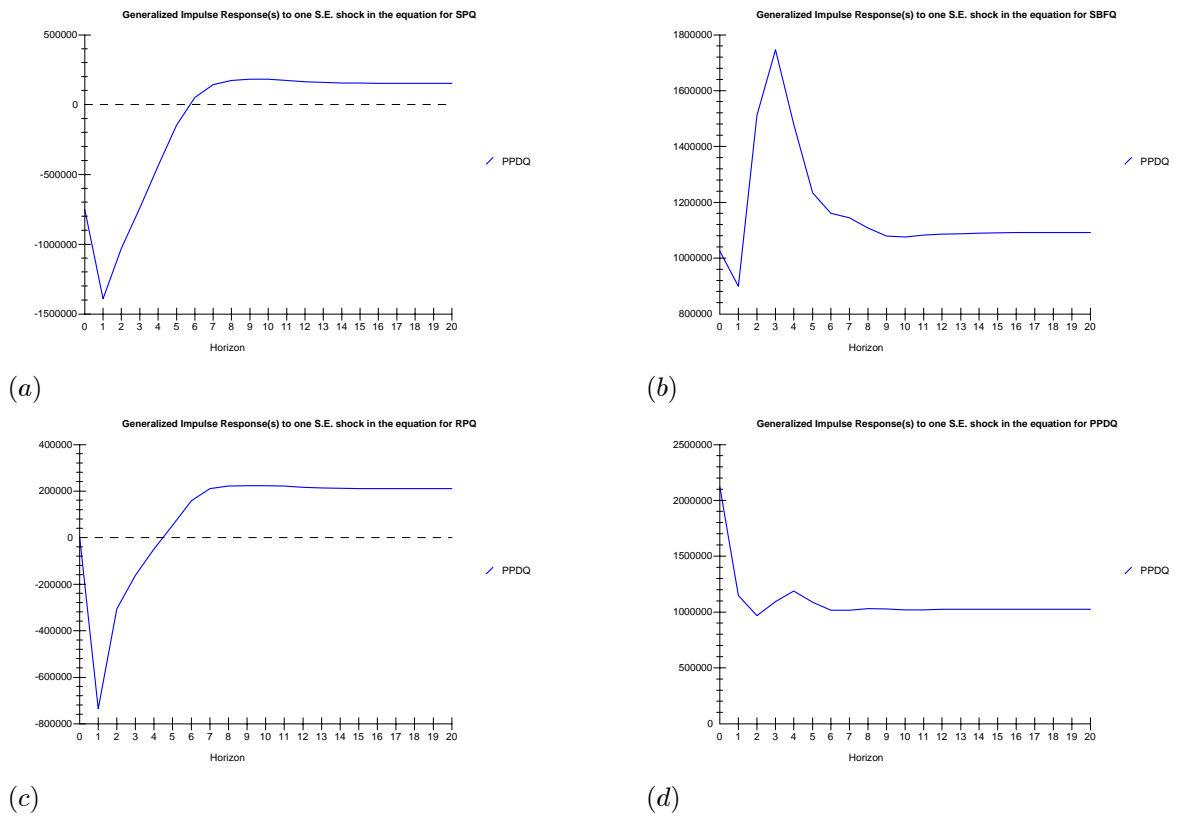 Generalized Impulse Response(s) to one S.E. shock in the equation for SPQ
500000
0
-500000
-1000000
-1500000
0 1 2 3 4 5 6 7 8 9 10 11 12 13 14 15 16 17 18 19 20
Horizon
PPDQ
(a)
Generalized Impulse Response(s) to one S.E. shock in the equation for SBFQ
1800000
1600000
1400000
1200000
1000000
800000
0 1 2 3 4 5 6 7 8 9 10 11 12 13 14 15 16 17 18 19 20
Horizon
PPDQ
(b)
Generalized Impulse Response(s) to one S.E. shock in the equation for RPQ
400000
200000
0
-200000
-400000
-600000
-800000
0 1 2 3 4 5 6 7 8 9 10 11 12 13 14 15 16 17 18 19 20
Horizon
PPDQ
(c)
Generalized Impulse Response(s) to one S.E. shock in the equation for PPDQ
2500000
2000000
1500000
1000000
500000
0
0 1 2 3 4 5 6 7 8 9 10 11 12 13 14 15 16 17 18 19 20
Horizon
PPDQ
(d)